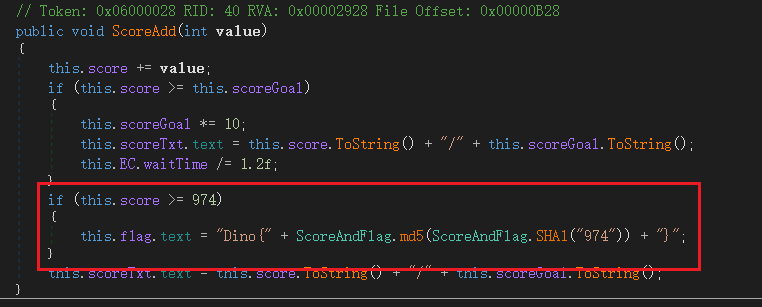 // Token: 0x06000028 RID: 40 RVA: 0x00002928 File Offset: 0x00000B28
public void ScoreAdd(int value)
{
this.score += value;
if (this.score >= this.scoreGoal)
{
this.scoreGoal *= 10;
this.scoreTxt.text = this.score.ToString() + "/" + this.scoreGoal.ToString();
this.EC.waitTime /= 1.2f;
}
if (this.score >= 974)
{
this.flag.text = "Dino{" + ScoreAndFlag.md5(ScoreAndFlag.SHA1("974")) + "}";
}
this.scoreTxt.text = this.score.ToString() + "/" + this.scoreGoal.ToString();
}